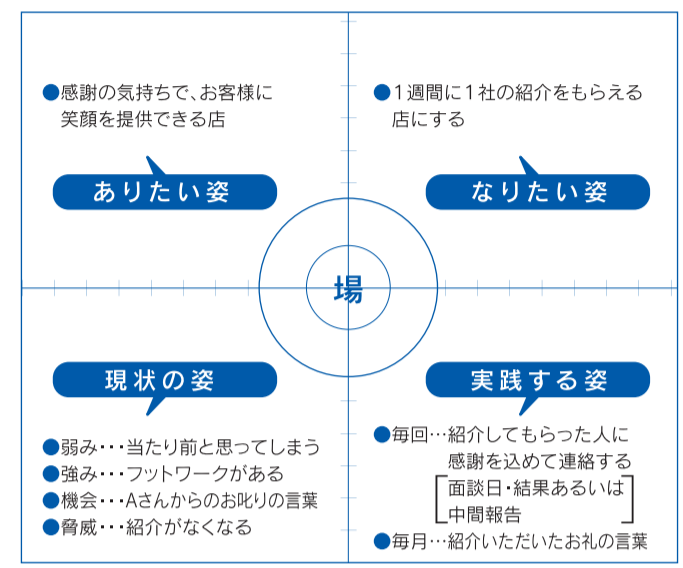 ●感謝の気持ちで、お客様に
笑顔を提供できる店
ありたい姿
●1週間に1社の紹介をもらえる
店にする
なりたい姿
場
現状の姿
●弱み・・・当たり前と思ってしまう
●強み・・・フットワークがある
●機会・・・Aさんからのお叱りの言葉
●脅威・・・紹介がなくなる
実践する姿
●毎回…紹介してもらった人に
感謝を込めて連絡する
[面談日・結果あるいは
中間報告]
●毎月…紹介いただいたお礼の言葉